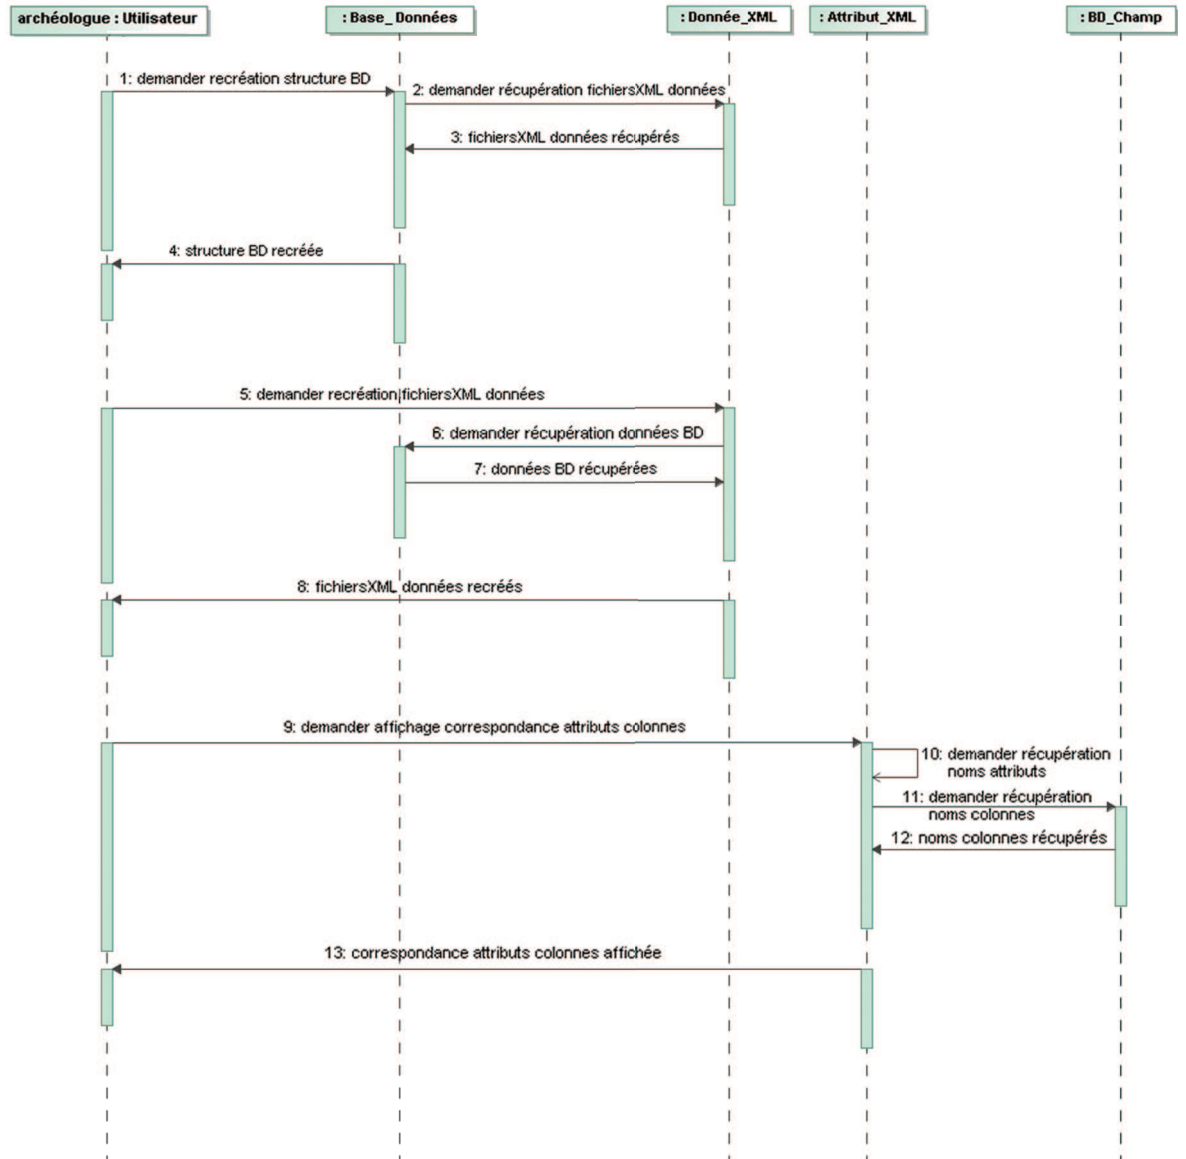 archéologue : Utilisateur
: Base_Données
: Donnée_XML
: Attribut_XML
: BD_Champ
1: demander recréation structure BD
2: demander récupération fichiersXML données
3: fichiersXML données récupérés
4: structure BD recréée
5: demander recréation fichiersXML données
6: demander récupération données BD
7: données BD récupérées
8: fichiersXML données recréés
9: demander affichage correspondance attributs colonnes
10: demander récupération
noms attributs
11: demander récupération
noms colonnes
12: noms colonnes récupérés
13: correspondance attributs colonnes affichée